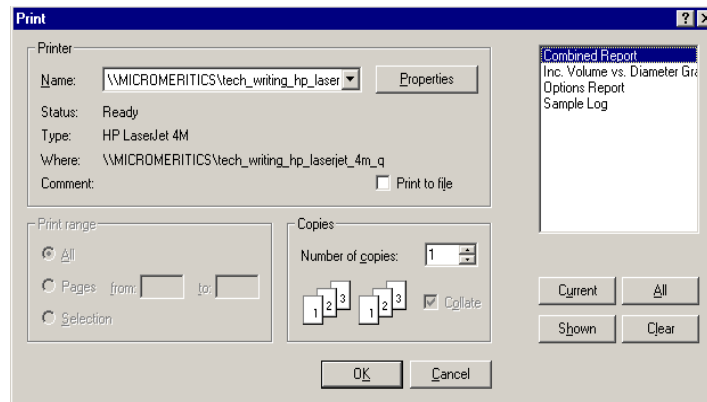 Print
Printer
Name:
\\MICROMERITICS\tech_writing_hp_laser
Properties
Status: Ready
Type: HP LaserJet 4M
Where: \\MICROMERITICS\tech_writing_hp_laserjet_4m_q
Comment:
Print to file
Print range
All
Pages from: to:
Selection
Copies
Number of copies: 1
1 2 3 1 2 3
Collate
OK
Cancel
Combined Report
Inc. Volume vs. Diameter Gra
Options Report
Sample Log
Current
All
Shown
Clear